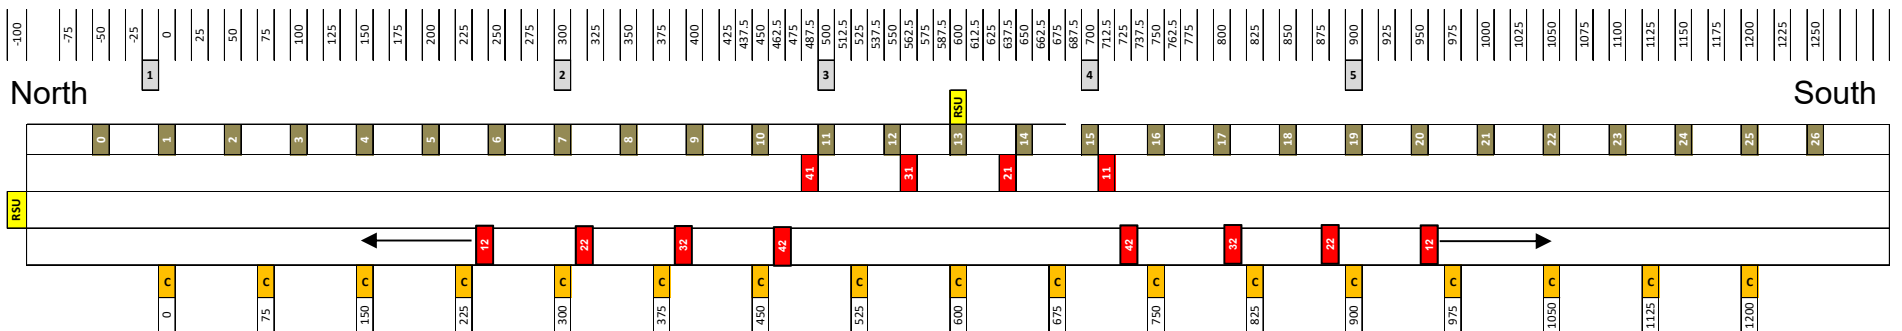 -100 -75 -50 -25 0 25 50 75 100 125 150 175 200 225 250 275 300 325 350 375 400 425 437.5 450 462.5 475 487.5 500 512.5 525 537.5 550 562.5 575 587.5 600 612.5 625 637.5 650 662.5 675 687.5 700 712.5 725 737.5 750 762.5 775 800 825 850 875 900 925 950 975 1000 1025 1050 1075 1100 1125 1150 1175 1200 1225 1250
1 2 3 4 5
North South
RSU
0 1 2 3 4 5 6 7 8 9 10 11 12 13 14 15 16 17 18 19 20 21 22 23 24 25 26
41 31 21 11
RSU
12 22 32 42 42 32 22 12
C C C C C C C C C C C C C C C C C
0 75 150 225 300 375 450 525 600 675 750 825 900 975 1050 1125 1200